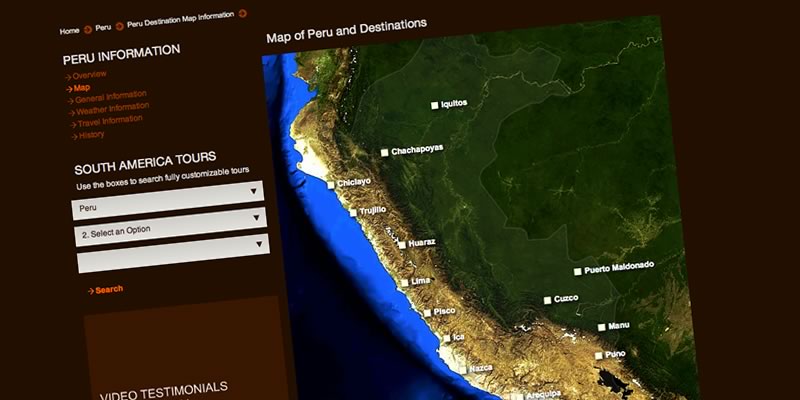 Home Peru Peru Destination Map Information
PERU INFORMATION
Overview
Map
General Information
Weather Information
Travel Information
History
SOUTH AMERICA TOURS
Use the boxes to search fully customizable tours
Peru
2. Select an Option
Search
VIDEO TESTIMONIALS
Map of Peru and Destinations
Iquitos
Chachapoyas
Chiclayo
Trujillo
Huaraz
Lima
Puerto Maldonado
Cuzco
Pisco
Manu
Ica
Puno
Nazca
Arequipa